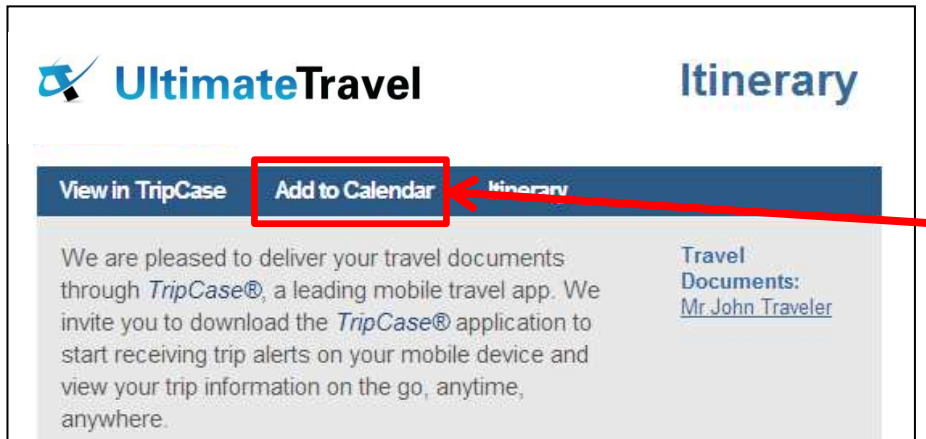 UltimateTravel
Itinerary
View in TripCase Add to Calendar Itinerary
We are pleased to deliver your travel documents
through TripCase®, a leading mobile travel app. We
invite you to download the TripCase® application to
start receiving trip alerts on your mobile device and
view your trip information on the go, anytime,
anywhere.
Travel
Documents:
Mr John Traveler